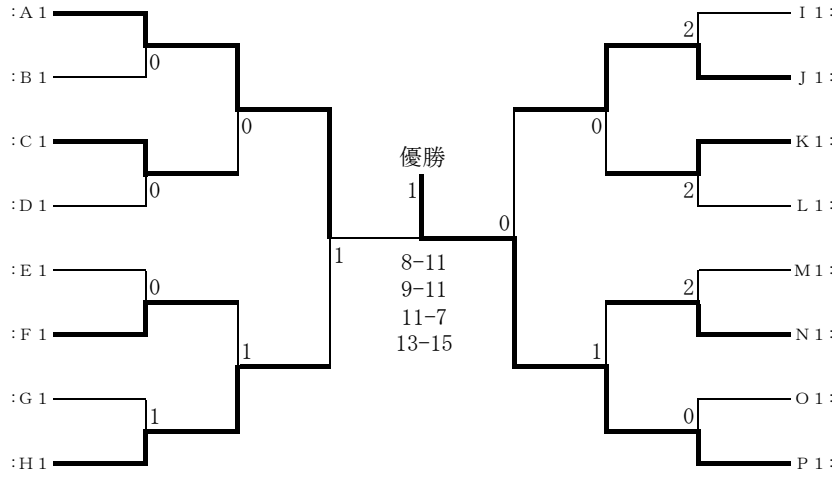 :A 1
:B 1
:C 1
:D 1
:E 1
:F 1
:G 1
:H 1
0
0
0
1
0
1
1
優勝
1
8-11
9-11
11-7
13-15
0
0
1
2
2
2
0
I 1:
J 1:
K 1:
L 1:
M 1:
N 1:
O 1:
P 1: